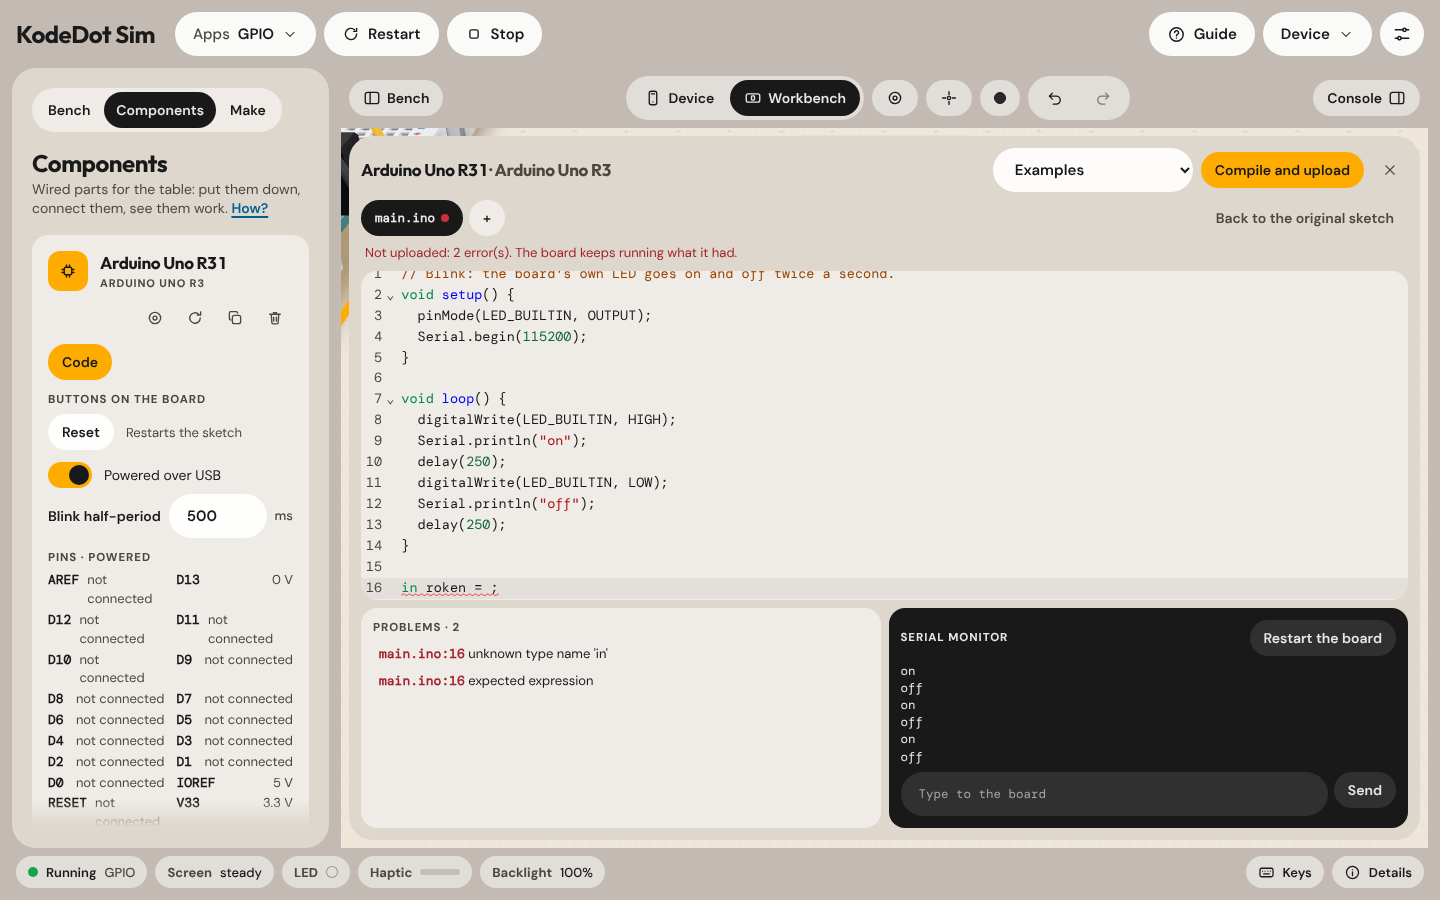 KodeDot Sim
Apps GPIO
Restart
Stop
Guide
Device
Bench
Components
Make
Bench
Device
Workbench
Console
Components
Wired parts for the table: put them down,
connect them, see them work. How?
Arduino Uno R3 1
ARDUINO UNO R3
Code
BUTTONS ON THE BOARD
Reset
Restarts the sketch
Powered over USB
Blink half-period 500 ms
PINS · POWERED
AREF not connected D13 0 V
D12 not connected D11 not connected
D10 not connected D9 not connected
D8 not connected D7 not connected
D6 not connected D5 not connected
D4 not connected D3 not connected
D2 not connected D1 not connected
D0 not connected IOREF 5 V
RESET not connected V33 3.3 V
Arduino Uno R3 1 · Arduino Uno R3
Examples
Compile and upload
main.ino
+
Back to the original sketch
Not uploaded: 2 error(s). The board keeps running what it had.
1 // Blink: the board's own LED goes on and off twice a second.
2 void setup() {
3 pinMode(LED_BUILTIN, OUTPUT);
4 Serial.begin(115200);
5 }
6
7 void loop() {
8 digitalWrite(LED_BUILTIN, HIGH);
9 Serial.println("on");
10 delay(250);
11 digitalWrite(LED_BUILTIN, LOW);
12 Serial.println("off");
13 delay(250);
14 }
15
16 in roken = ;
PROBLEMS · 2
main.ino:16 unknown type name 'in'
main.ino:16 expected expression
SERIAL MONITOR
Restart the board
on
off
on
off
on
off
Type to the board
Send
Running GPIO
Screen steady
LED
Haptic
Backlight 100%
Keys
Details